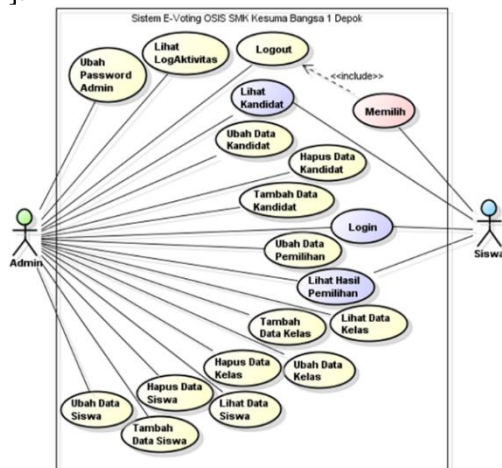 ].
Sistem E-Voting OSIS SMK Kesuma Bangsa 1 Depok
Ubah
Password
Admin
Lihat
LogAktivitas
Logout
<<include>>
Lihat
Kandidat
Memilih
Ubah Data
Kandidat
Hapus Data
Kandidat
Tambah Data
Kandidat
Login
Ubah Data
Pemilihan
Admin
Siswa
Lihat Hasil
Pemilihan
Tambah
Data Kelas
Lihat Data
Kelas
Hapus Data
Kelas
Ubah Data
Kelas
Ubah Data
Siswa
Hapus Data
Siswa
Lihat Data
Siswa
Tambah
Data Siswa